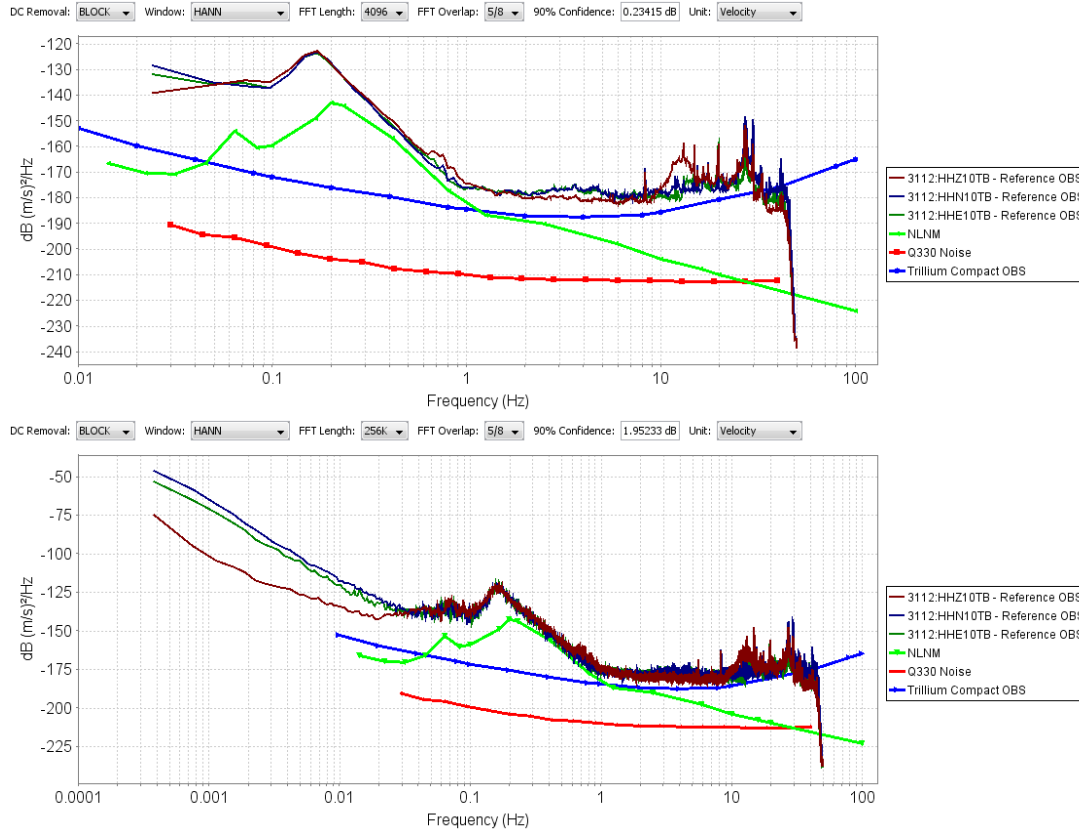 DC Removal: BLOCK Window: HANN FFT Length: 4096 FFT Overlap: 5/8 90% Confidence: 0.23415 dB Unit: Velocity
-120
-130
-140
-150
-160
-170
-180
-190
-200
-210
-220
-230
-240
dB (m/s)²/Hz
0.01 0.1 1 10 100
Frequency (Hz)
3112:HHZ10TB - Reference OBS
3112:HHN10TB - Reference OBS
3112:HHE10TB - Reference OBS
NLNM
Q330 Noise
Trillium Compact OBS
DC Removal: BLOCK Window: HANN FFT Length: 256K FFT Overlap: 5/8 90% Confidence: 1.95233 dB Unit: Velocity
-50
-75
-100
-125
-150
-175
-200
-225
dB (m/s)²/Hz
0.0001 0.001 0.01 0.1 1 10 100
Frequency (Hz)
3112:HHZ10TB - Reference OBS
3112:HHN10TB - Reference OBS
3112:HHE10TB - Reference OBS
NLNM
Q330 Noise
Trillium Compact OBS